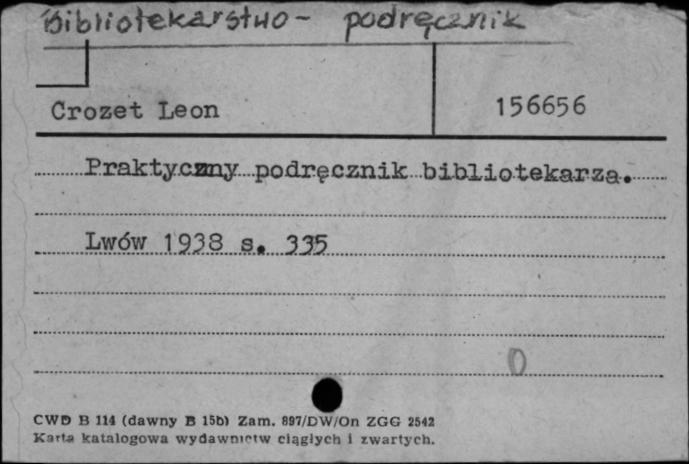 Bibliotekarstwo - podręcznik
Crozet Leon 156656
Praktyczny podręcznik bibliotekarza.
Lwów 1938 s. 335
0
CWD B 114 (dawny B 15b) Zam. 897/DW/On ZGG 2542
Karta katalogowa wydawnictw ciągłych i zwartych.